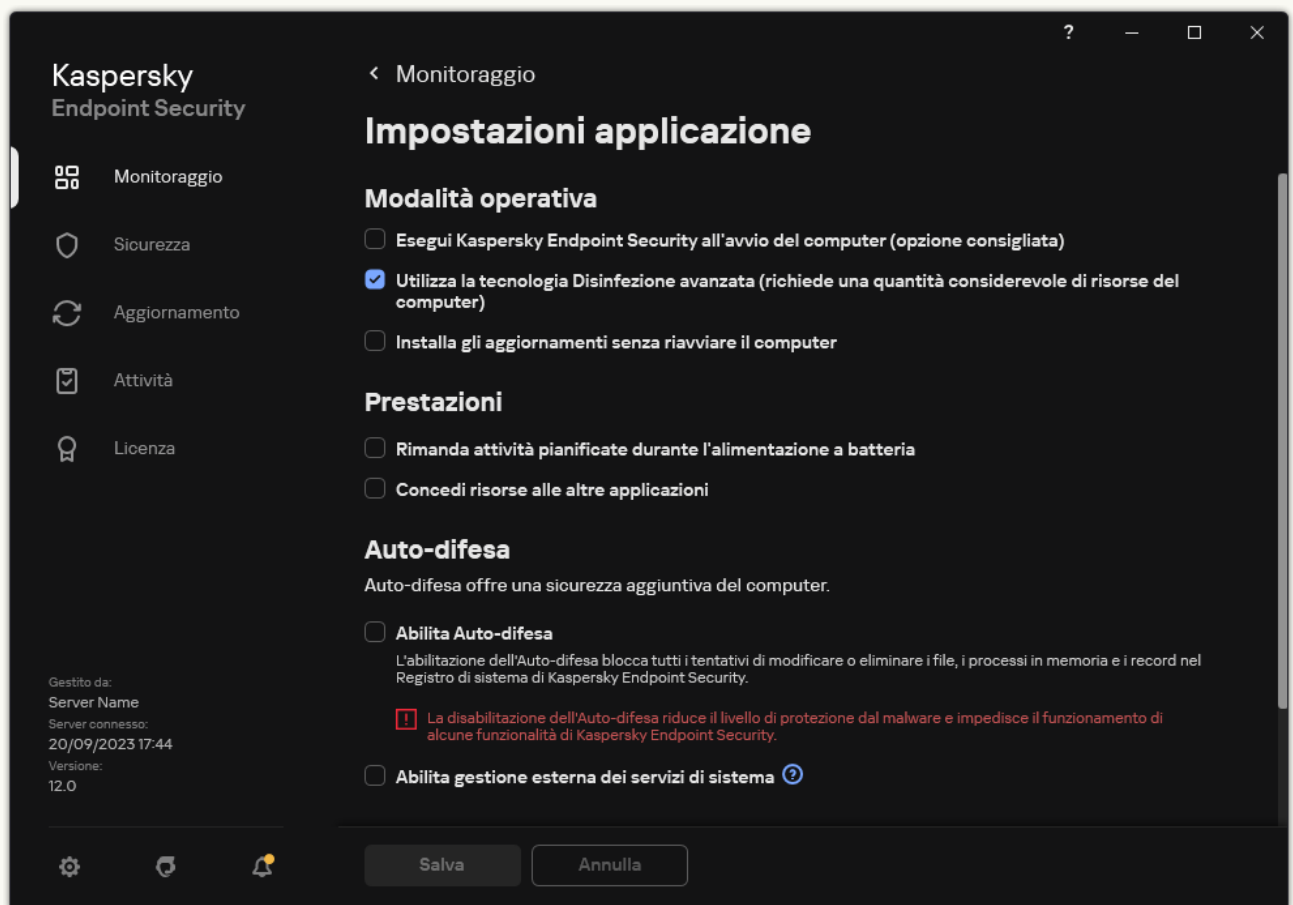 ?
Kaspersky
Endpoint Security
Monitoraggio
Sicurezza
Aggiornamento
Attività
Licenza
Gestito da:
Server Name
Server connesso:
20/09/2023 17:44
Versione:
12.0
Monitoraggio
Impostazioni applicazione
Modalità operativa
Esegui Kaspersky Endpoint Security all'avvio del computer (opzione consigliata)
Utilizza la tecnologia Disinfezione avanzata (richiede una quantità considerevole di risorse del
computer)
Installa gli aggiornamenti senza riavviare il computer
Prestazioni
Rimanda attività pianificate durante l'alimentazione a batteria
Concedi risorse alle altre applicazioni
Auto-difesa
Auto-difesa offre una sicurezza aggiuntiva del computer.
Abilita Auto-difesa
L'abilitazione dell'Auto-difesa blocca tutti i tentativi di modificare o eliminare i file, i processi in memoria e i record nel
Registro di sistema di Kaspersky Endpoint Security.
La disabilitazione dell'Auto-difesa riduce il livello di protezione dal malware e impedisce il funzionamento di
alcune funzionalità di Kaspersky Endpoint Security.
Abilita gestione esterna dei servizi di sistema ?
Salva
Annulla